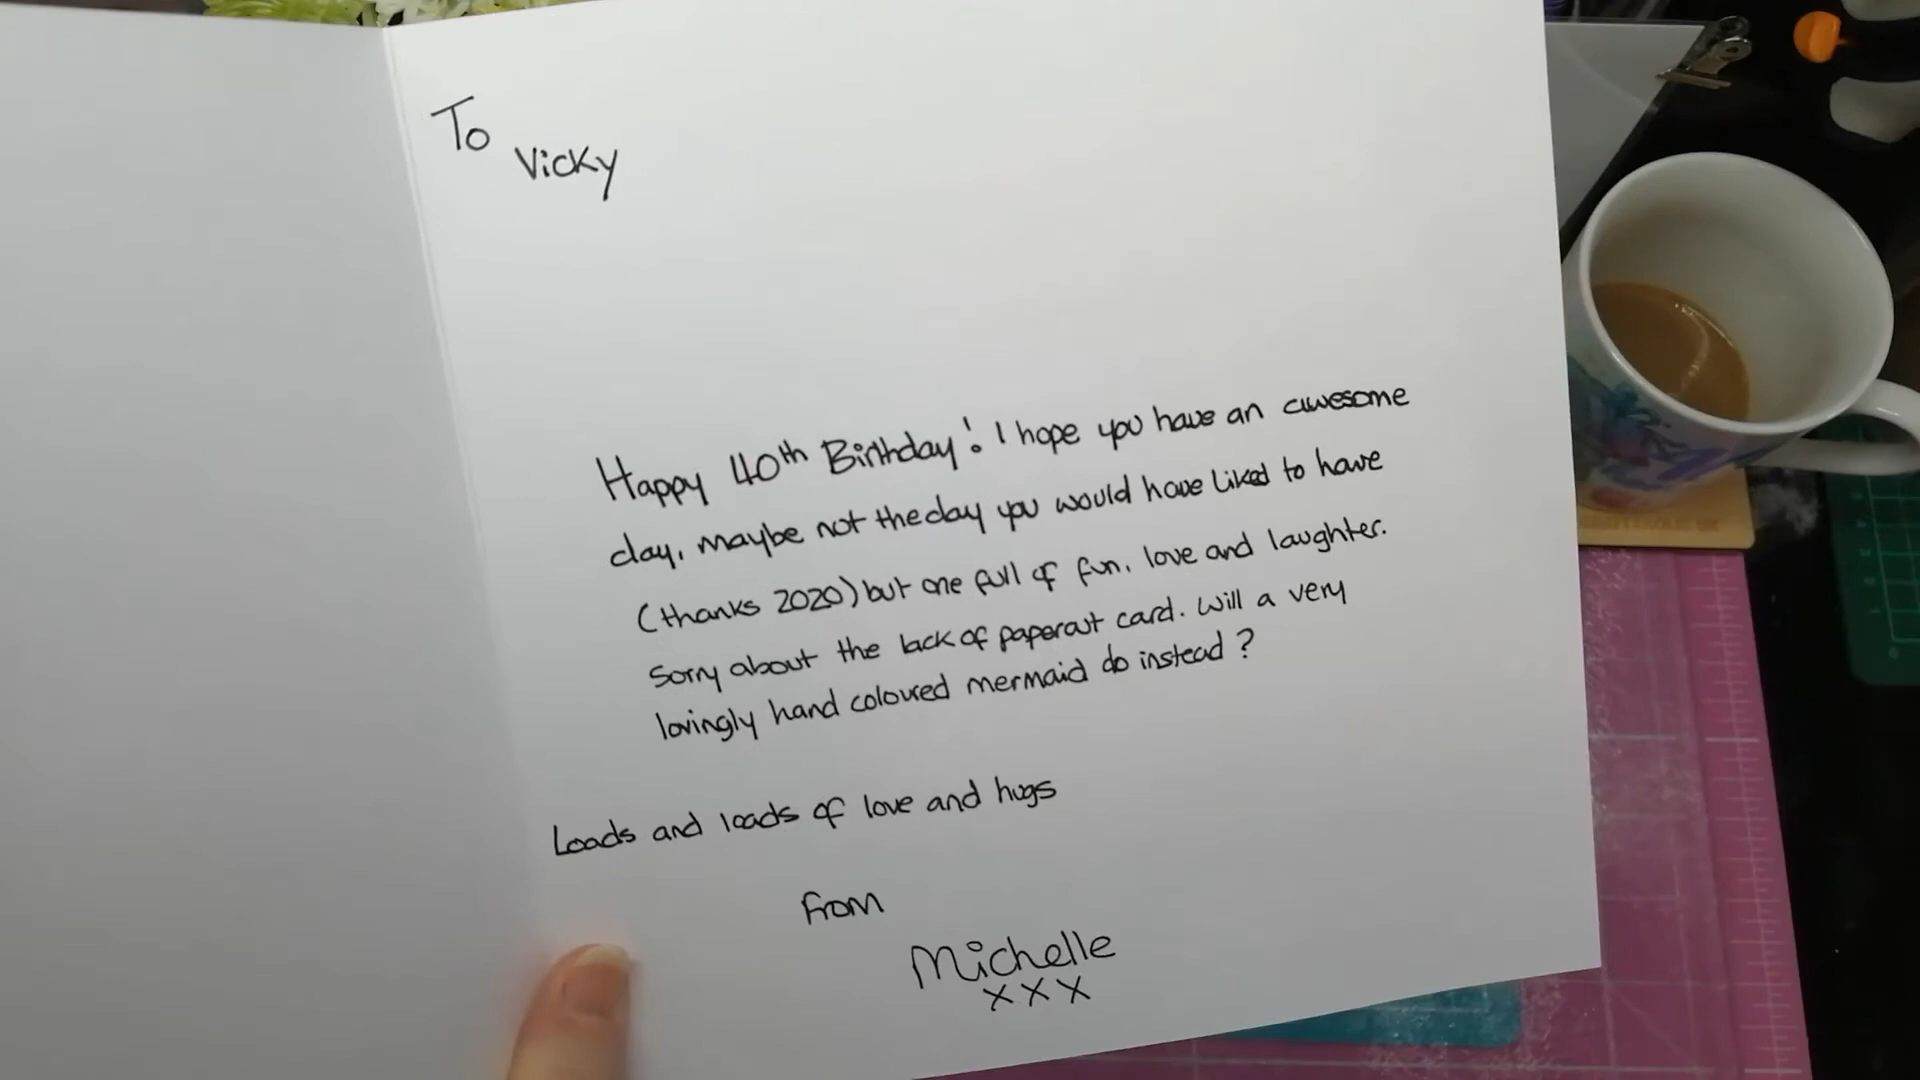 To
Vicky
Happy 40th Birthday! I hope you have an awesome
day, maybe not the day you would have liked to have
(thanks 2020) but one full of fun, love and laughter.
Sorry about the lack of papercut card. Will a very
lovingly hand coloured mermaid do instead?
Loads and loads of love and hugs
from
Michelle
xxx